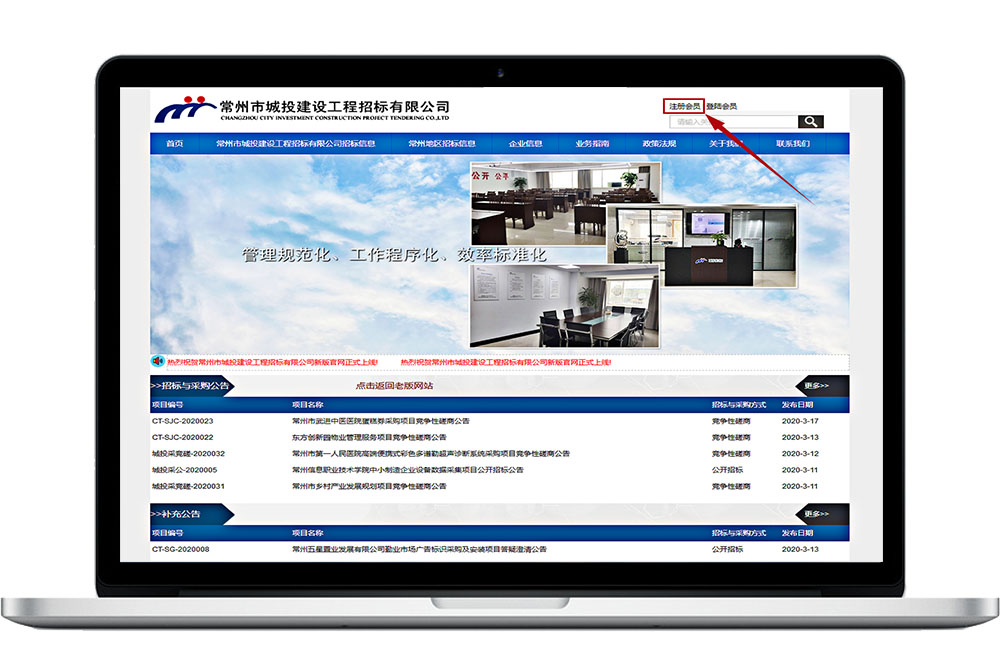 常州市城投建设工程招标有限公司
CHANGZHOU CITY INVESTMENT CONSTRUCTION PROJECT TENDERING CO.,LTD
注册会员 登陆会员
首页 常州市城投建设工程招标有限公司招标信息 常州地区招标信息 企业信息 业务指南 政策法规 关于我 联系我们
公开 公平
管理规范化、工作程序化、效率标准化
热烈祝贺常州市城投建设工程招标有限公司新版官网正式上线! 热烈祝贺常州市城投建设工程招标有限公司新版官网正式上线!
>>招标与采购公告 点击返回老版网站 更多>>
项目编号 项目名称 招标与采购方式 发布日期
CT-SJC-2020023 常州市武进中医医院蛋糕券采购项目竞争性磋商公告 竞争性磋商 2020-3-17
CT-SJC-2020022 东方创新园物业管理服务项目竞争性磋商公告 竞争性磋商 2020-3-13
城投采竞磋-2020032 常州市第一人民医院高端便携式彩色多道勤超声诊断系统采购项目竞争性磋商公告 竞争性磋商 2020-3-12
城投采公-2020005 常州信息职业技术学院中小制造企业设备数据采集项目公开招标公告 公开招标 2020-3-11
城投采竞磋-2020031 常州市乡村产业发展规划项目竞争性磋商公告 竞争性磋商 2020-3-11
>>补充公告 更多>>
项目编号 项目名称 招标与采购方式 发布日期
CT-SG-2020008 常州五星置业发展有限公司勤业市场广告标识采购及安装项目答疑澄清公告 公开招标 2020-3-13